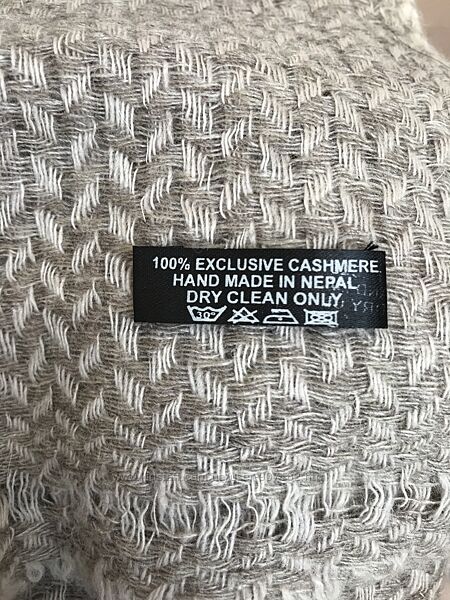 100% EXCLUSIVE CASHMERE
HAND MADE IN NEPAL
DRY CLEAN ONLY
30°